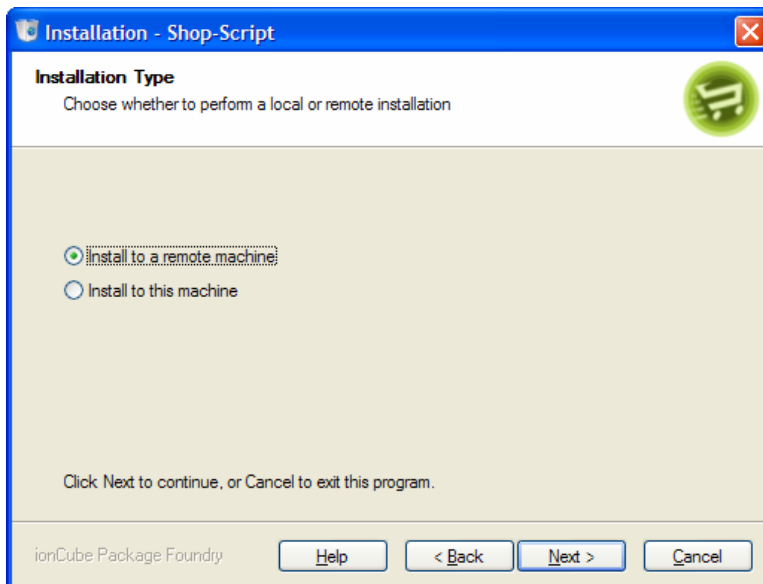 Installation - Shop-Script
Installation Type
Choose whether to perform a local or remote installation
Install to a remote machine
Install to this machine
Click Next to continue, or Cancel to exit this program.
ionCube Package Foundry
Help
< Back
Next >
Cancel